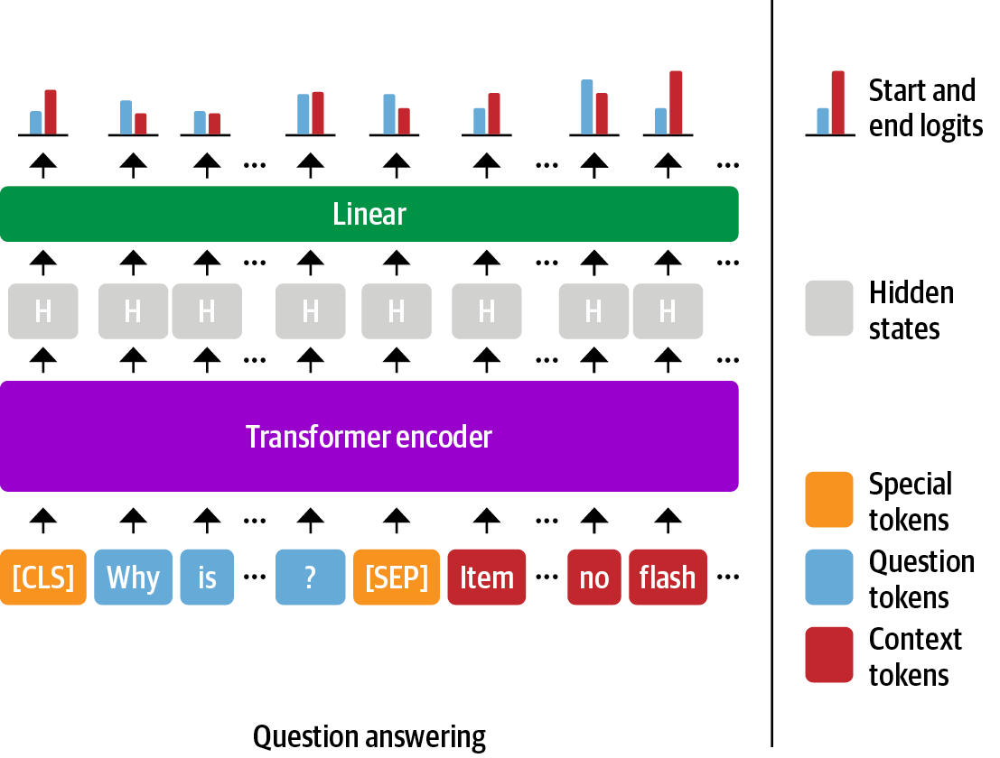 Start and
end logits
... ... ...
Linear
... ... ...
H H H H H H H H
Hidden
states
... ... ...
Transformer encoder
Special
tokens
... ...
[CLS] Why is ... ? [SEP] Item ... no flash ...
Question
tokens
Context
tokens
Question answering